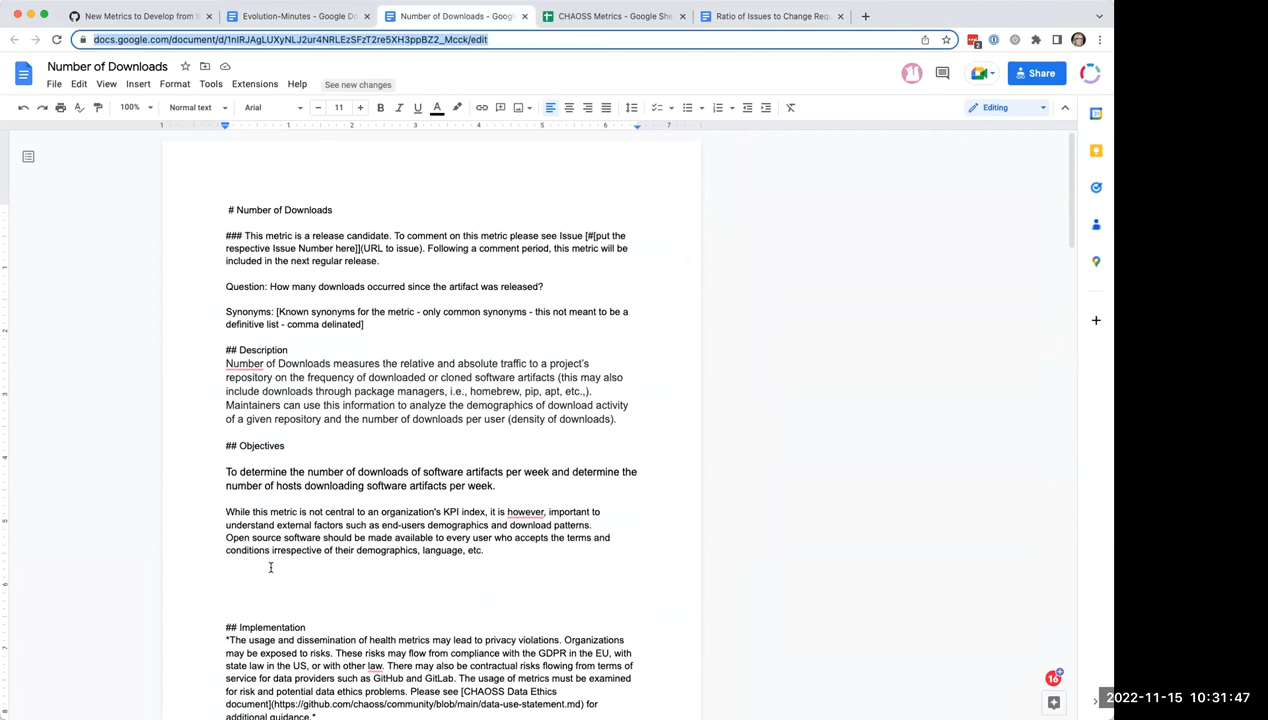 New Metrics to Develop from t
Evolution-Minutes - Google Do
Number of Downloads - Goog
CHAOSS Metrics - Google She
Ratio of Issues to Change Req
docs.google.com/document/d/1nIRJAgLUXyNLJ2ur4NRLEzSFzT2re5XH3ppBZ2_Mcck/edit
2
Number of Downloads
File Edit View Insert Format Tools Extensions Help See new changes
Share
100% Normal text Arial 11 Editing
1 1 2 3 4 5 6 7
# Number of Downloads
### This metric is a release candidate. To comment on this metric please see Issue [#[put the
respective Issue Number here]](URL to issue). Following a comment period, this metric will be
included in the next regular release.
Question: How many downloads occurred since the artifact was released?
Synonyms: [Known synonyms for the metric - only common synonyms - this not meant to be a
definitive list - comma delinated]
## Description
Number of Downloads measures the relative and absolute traffic to a project's
repository on the frequency of downloaded or cloned software artifacts (this may also
include downloads through package managers, i.e., homebrew, pip, apt, etc.,).
Maintainers can use this information to analyze the demographics of download activity
of a given repository and the number of downloads per user (density of downloads).
## Objectives
To determine the number of downloads of software artifacts per week and determine the
number of hosts downloading software artifacts per week.
While this metric is not central to an organization's KPI index, it is however, important to
understand external factors such as end-users demographics and download patterns.
Open source software should be made available to every user who accepts the terms and
conditions irrespective of their demographics, language, etc.
## Implementation
*The usage and dissemination of health metrics may lead to privacy violations. Organizations
may be exposed to risks. These risks may flow from compliance with the GDPR in the EU, with
state law in the US, or with other law. There may also be contractual risks flowing from terms of
service for data providers such as GitHub and GitLab. The usage of metrics must be examined
for risk and potential data ethics problems. Please see [CHAOSS Data Ethics
document](https://github.com/chaoss/community/blob/main/data-use-statement.md) for
additional guidance.*
16
2022-11-15 10:31:47